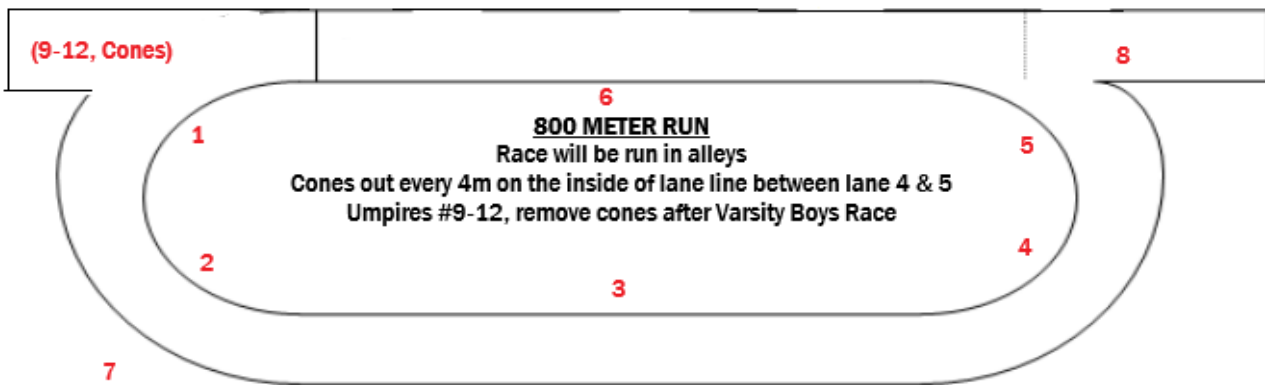 (9-12, Cones)
8
6
1
800 METER RUN
5
Race will be run in alleys
Cones out every 4m on the inside of lane line between lane 4 & 5
Umpires #9-12, remove cones after Varsity Boys Race
4
2
3
7